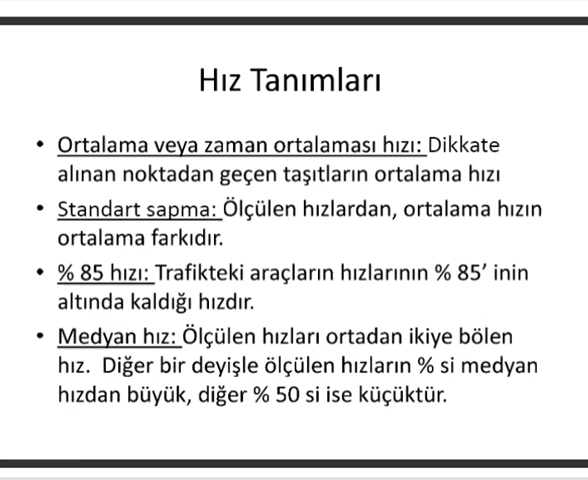 Hız Tanımları
• Ortalama veya zaman ortalaması hızı: Dikkate
alınan noktadan geçen taşıtların ortalama hızı
• Standart sapma: Ölçülen hızlardan, ortalama hızın
ortalama farkıdır.
• % 85 hızı: Trafikteki araçların hızlarının % 85’ inin
altında kaldığı hızdır.
• Medyan hız: Ölçülen hızları ortadan ikiye bölen
hız.  Diğer bir deyişle ölçülen hızların % si medyan
hızdan büyük, diğer % 50 si ise küçüktür.